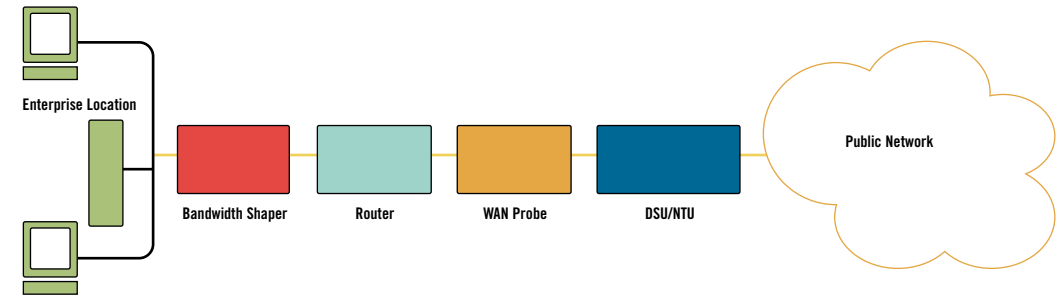 Enterprise Location
Public Network
Bandwidth Shaper
Router
WAN Probe
DSU/NTU